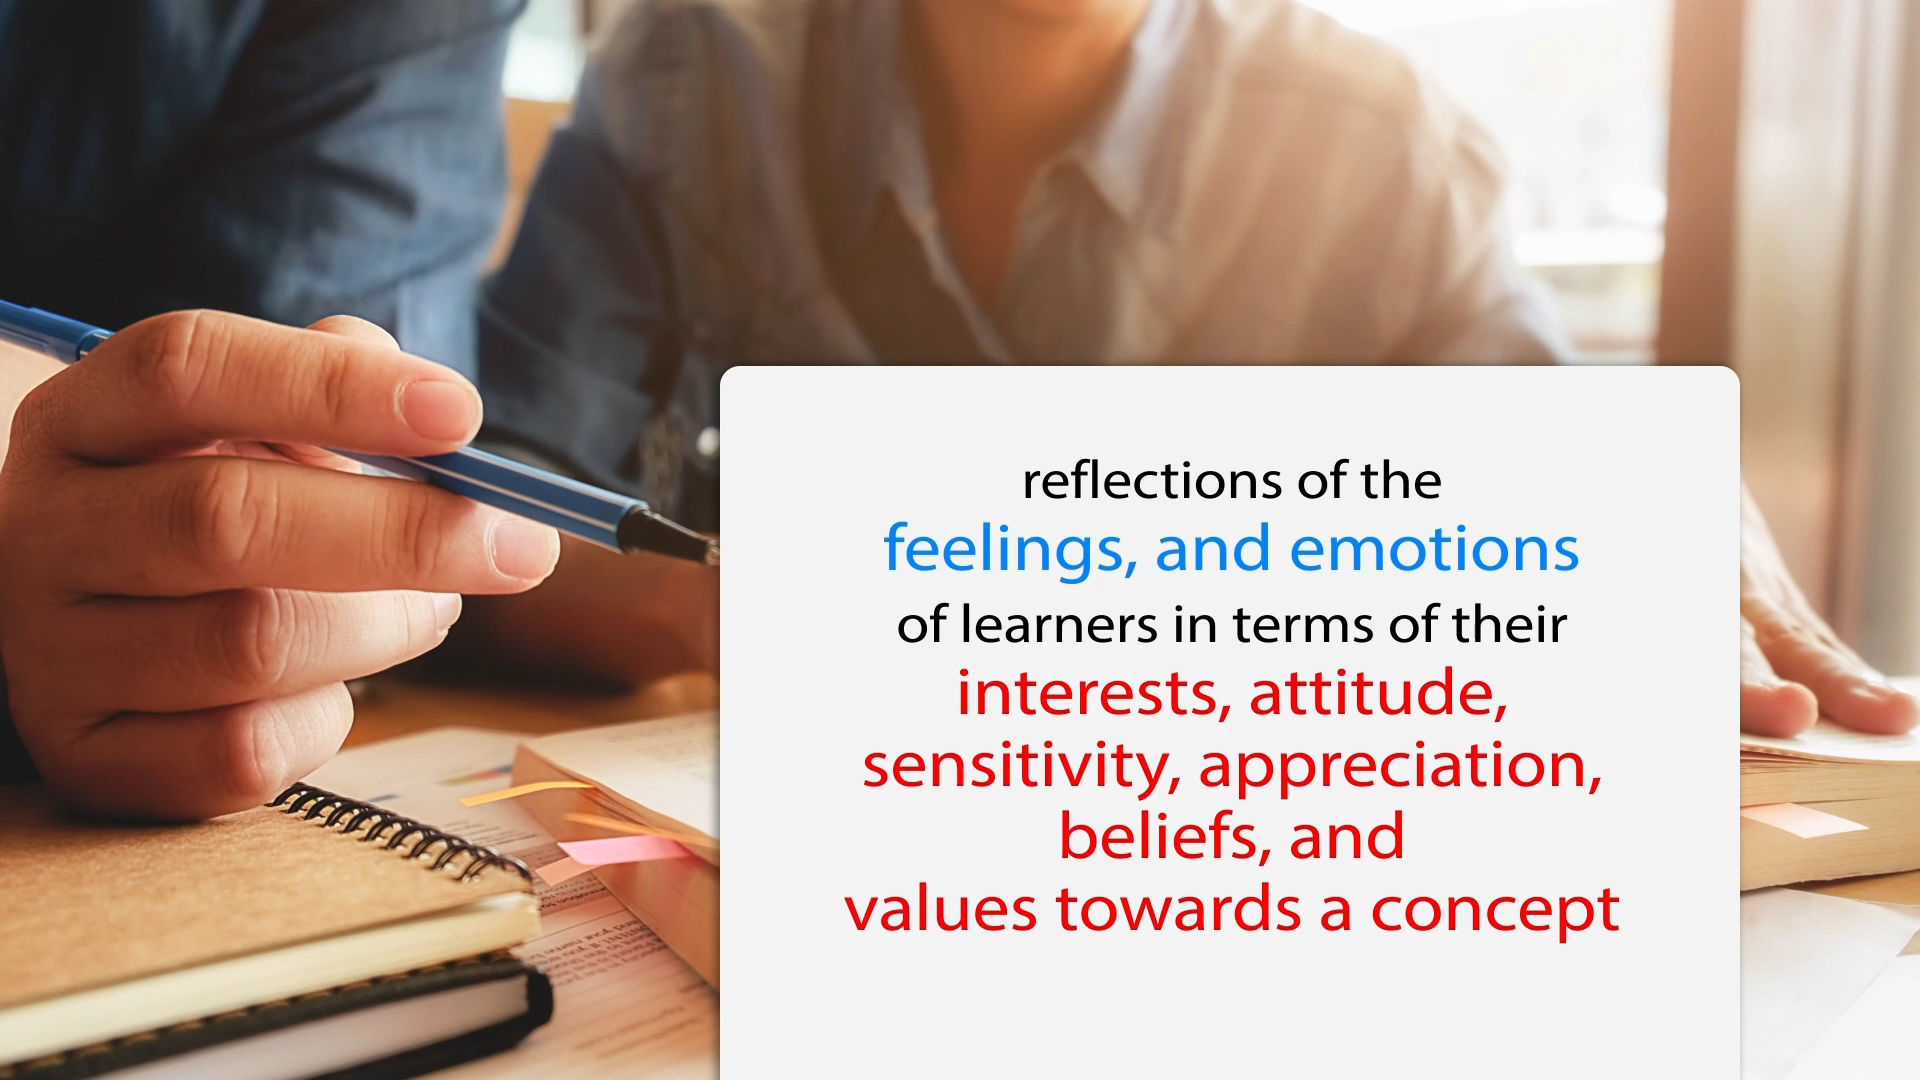 reflections of the
feelings, and emotions
of learners in terms of their
interests, attitude,
sensitivity, appreciation,
beliefs, and
values towards a concept